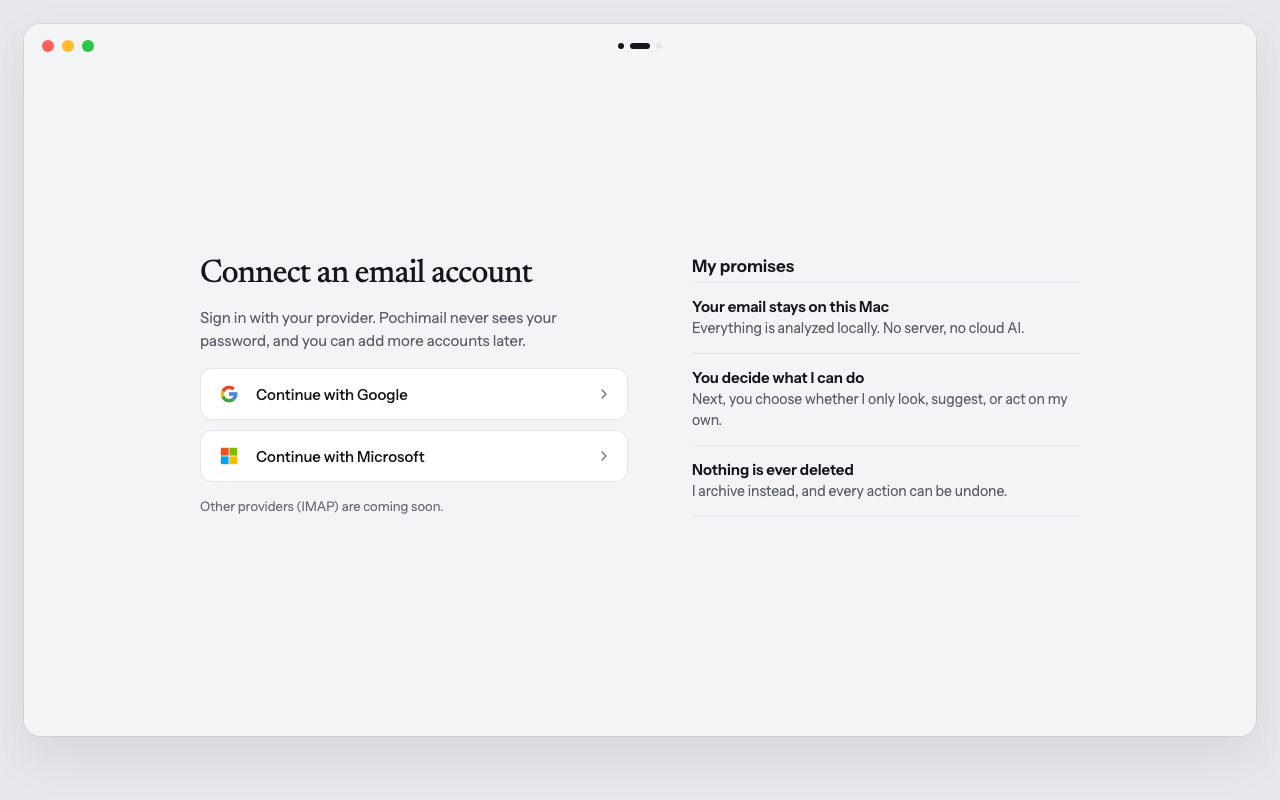 Connect an email account
Sign in with your provider. Pochimail never sees your
password, and you can add more accounts later.
Continue with Google
Continue with Microsoft
Other providers (IMAP) are coming soon.
My promises
Your email stays on this Mac
Everything is analyzed locally. No server, no cloud AI.
You decide what I can do
Next, you choose whether I only look, suggest, or act on my
own.
Nothing is ever deleted
I archive instead, and every action can be undone.